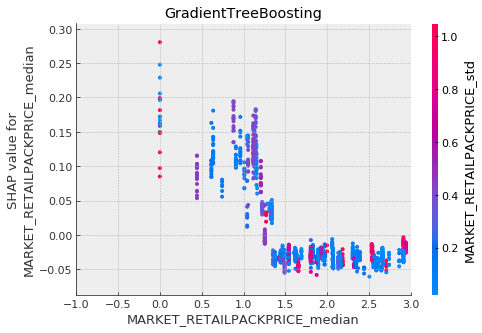 GradientTreeBoosting
SHAP value for
MARKET_RETAILPACKPRICE_median
0.30
0.25
0.20
0.15
0.10
0.05
0.00
−0.05
−1.0 −0.5 0.0 0.5 1.0 1.5 2.0 2.5 3.0
MARKET_RETAILPACKPRICE_median
1.0
0.8
0.6
0.4
0.2
MARKET_RETAILPACKPRICE_std